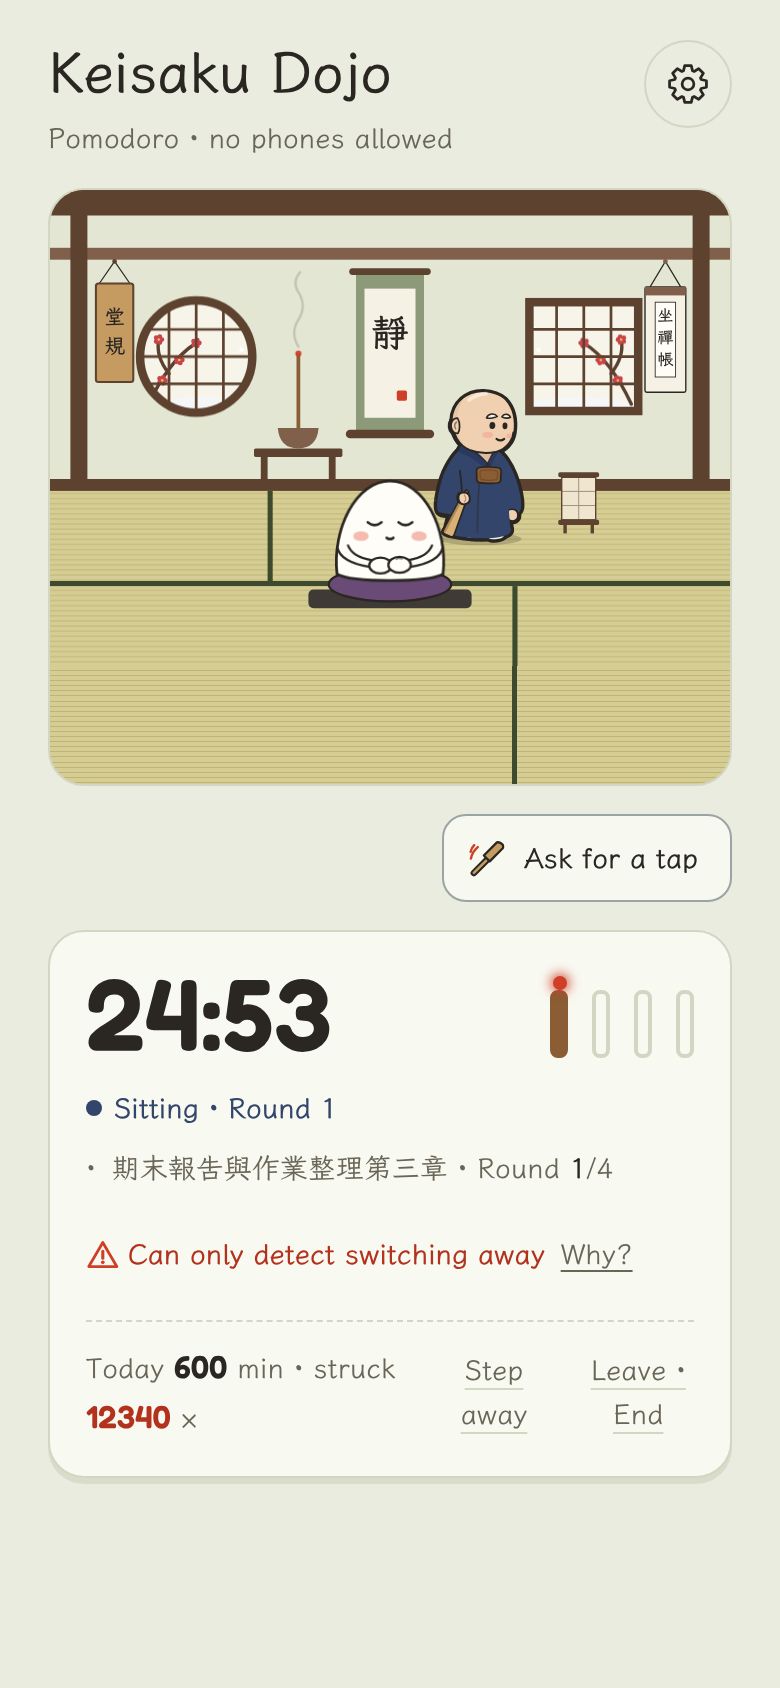 Keisaku Dojo
Pomodoro • no phones allowed
堂規
靜
坐禪帳
Ask for a tap
24:53
Sitting • Round 1
• 期末報告與作業整理第三章 • Round 1/4
Can only detect switching away Why?
Today 600 min • struck
12340 ×
Step
away
Leave •
End